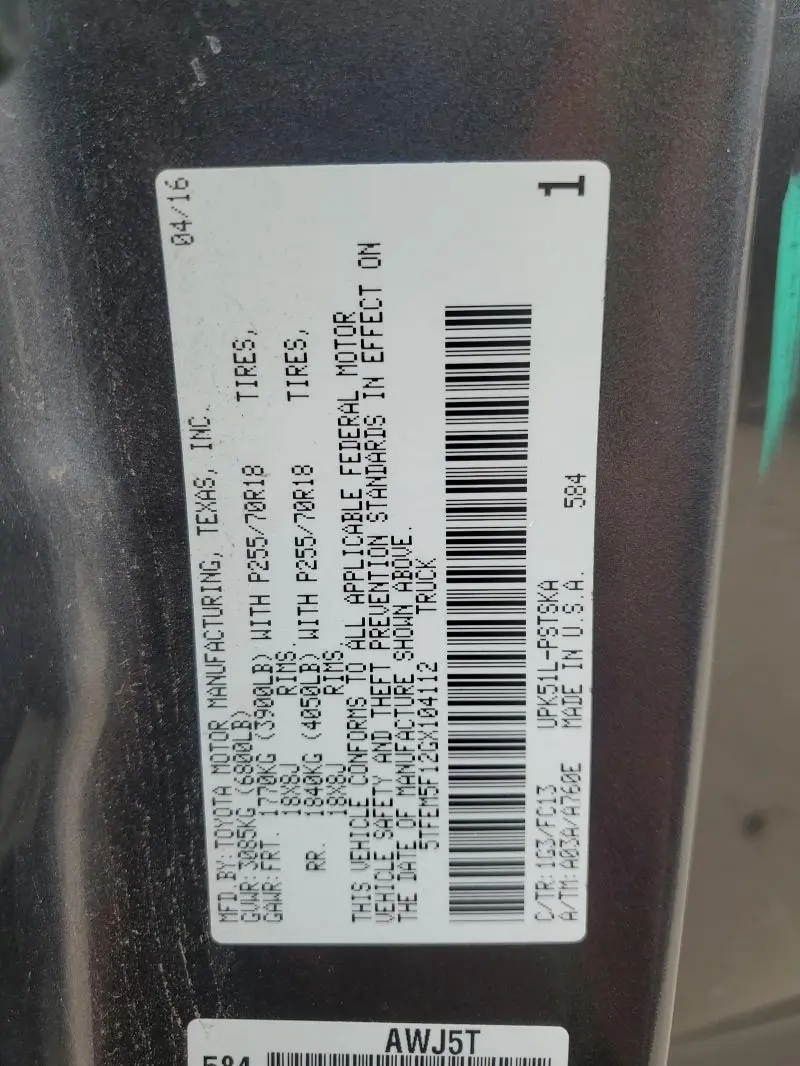 MFD. BY: TOYOTA MOTOR MANUFACTURING, TEXAS, INC. 04/16
GVWR: 3085KG (6800LB)
GAWR: FRT. 1770KG (3900LB) WITH P255/70R18 TIRES,
18X8J RIMS.
RR. 1840KG (4050LB) WITH P255/70R18 TIRES,
18X8J RIMS
THIS VEHICLE CONFORMS TO ALL APPLICABLE FEDERAL MOTOR
VEHICLE SAFETY AND THEFT PREVENTION STANDARDS IN EFFECT ON
THE DATE OF MANUFACTURE SHOWN ABOVE.
5TFEM5F12GX104112 TRUCK
C/TR: 1G3/FC13 UPK51L-PSTSKA 1
A/TM: A03A/A760E MADE IN U.S.A. 584
AWJ5T
584